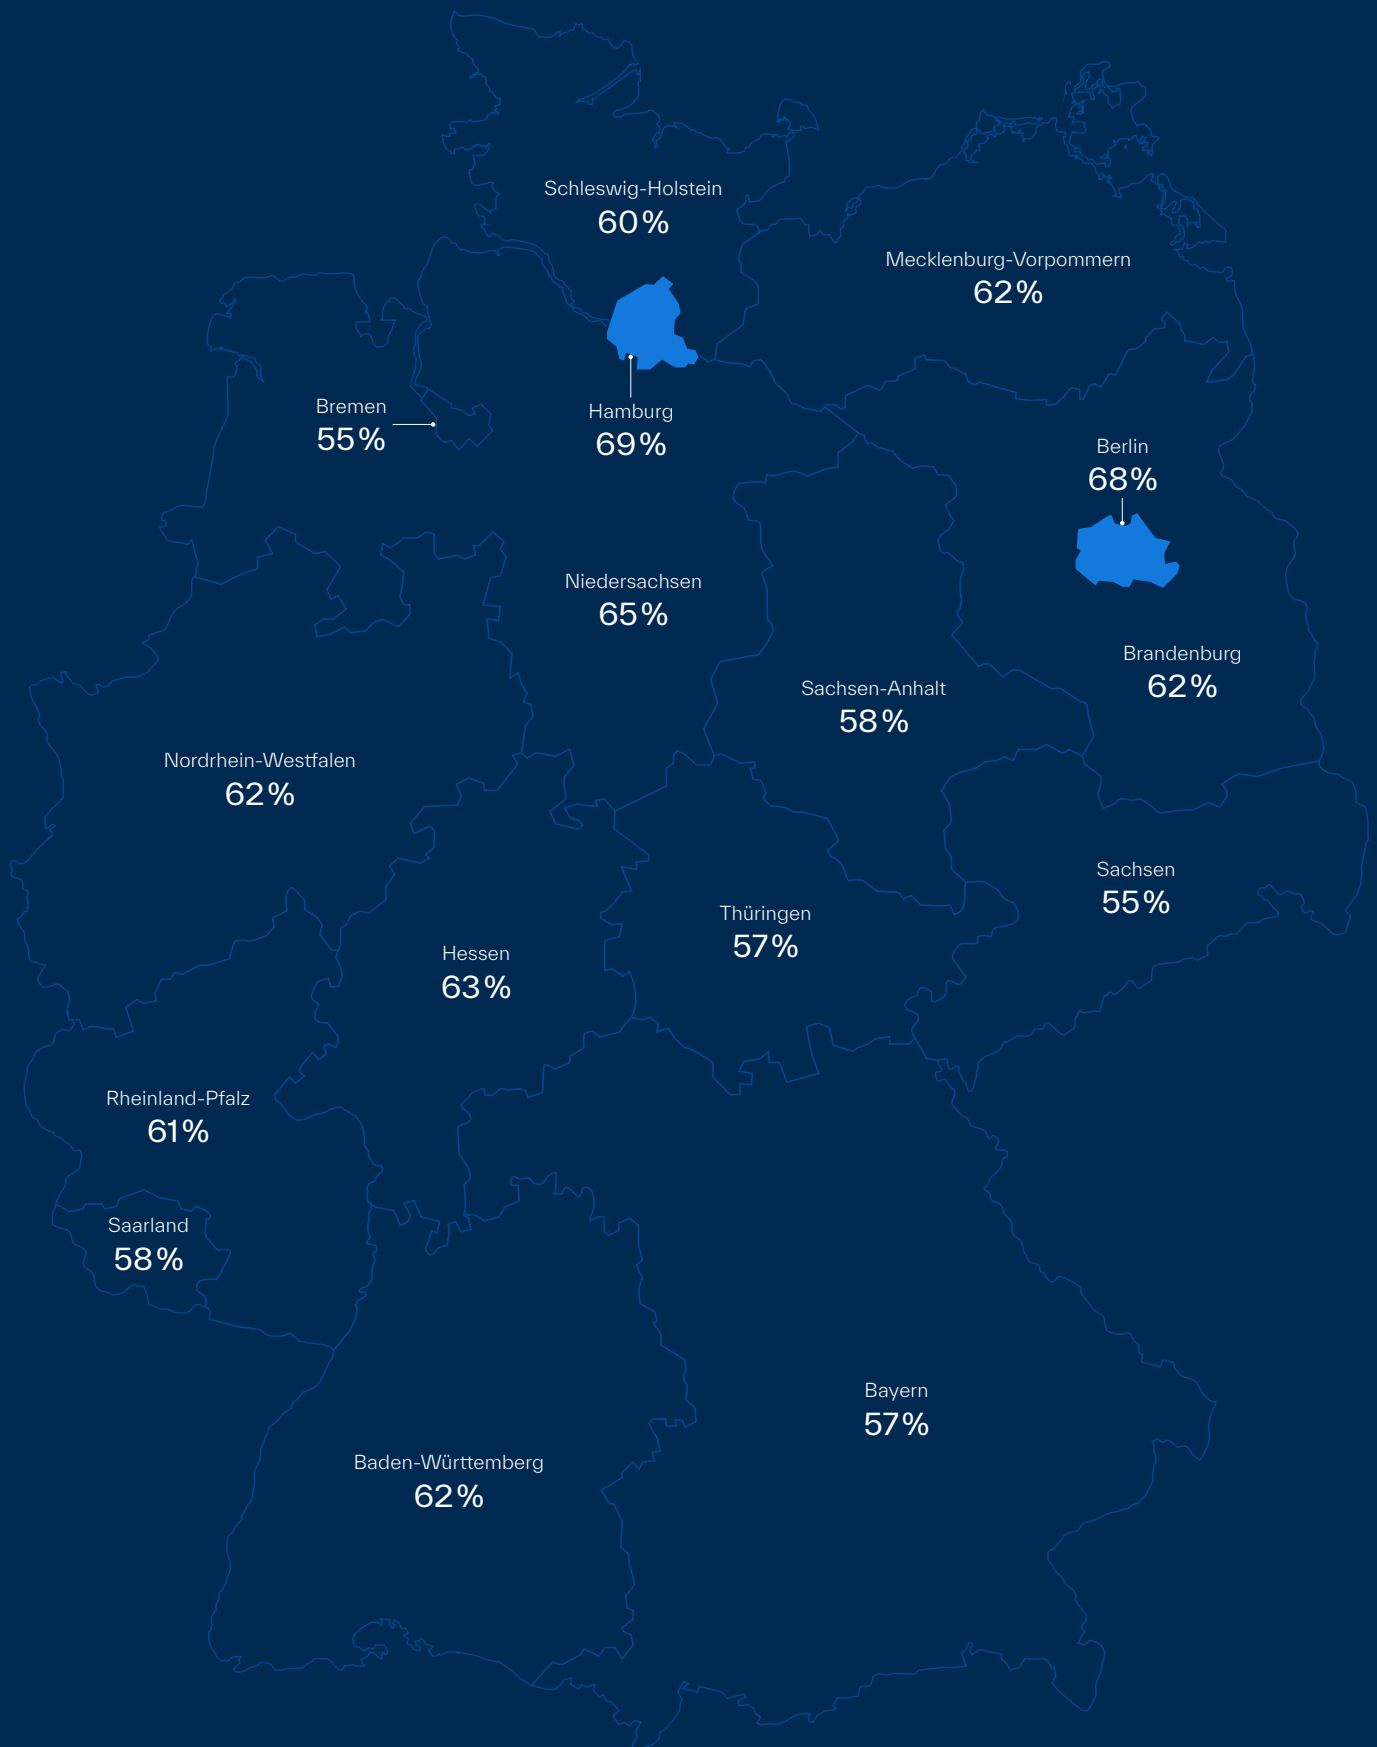 Schleswig-Holstein
60%
Mecklenburg-Vorpommern
62%
Bremen
55%
Hamburg
69%
Berlin
68%
Niedersachsen
65%
Brandenburg
62%
Sachsen-Anhalt
58%
Nordrhein-Westfalen
62%
Sachsen
55%
Thüringen
57%
Hessen
63%
Rheinland-Pfalz
61%
Saarland
58%
Bayern
57%
Baden-Württemberg
62%